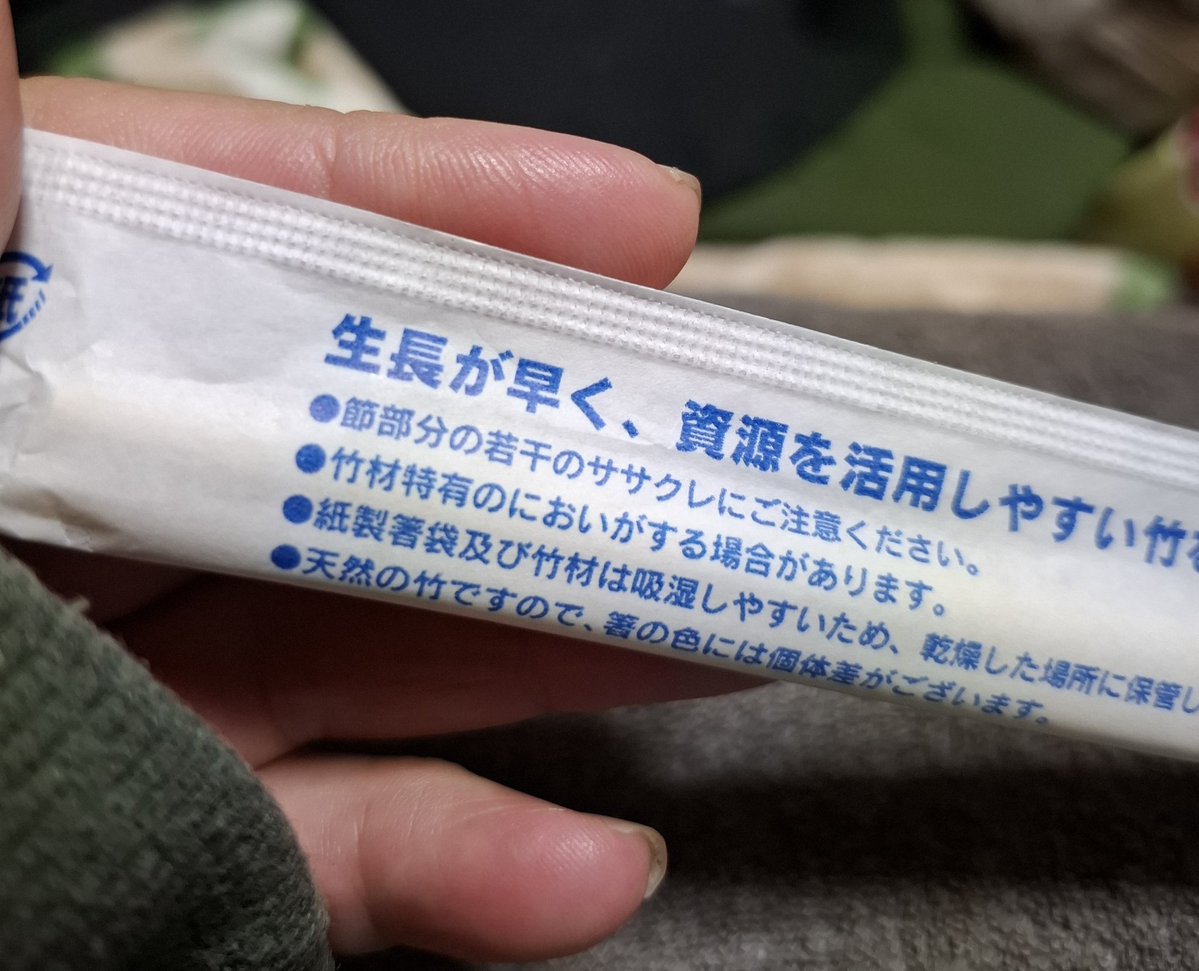 紙
生長が早く、資源を活用しやすい竹を
●節部分の若干のササクレにご注意ください。
●竹材特有のにおいがする場合があります。
●紙製箸袋及び竹材は吸湿しやすいため、乾燥した場所に保管し
●天然の竹ですので、箸の色には個体差がございます。